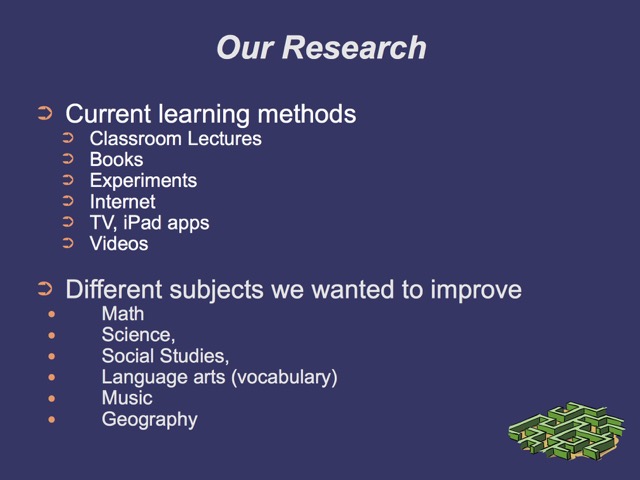 Our Research
Current learning methods
Classroom Lectures
Books
Experiments
Internet
TV, iPad apps
Videos
Different subjects we wanted to improve
Math
Science,
Social Studies,
Language arts (vocabulary)
Music
Geography